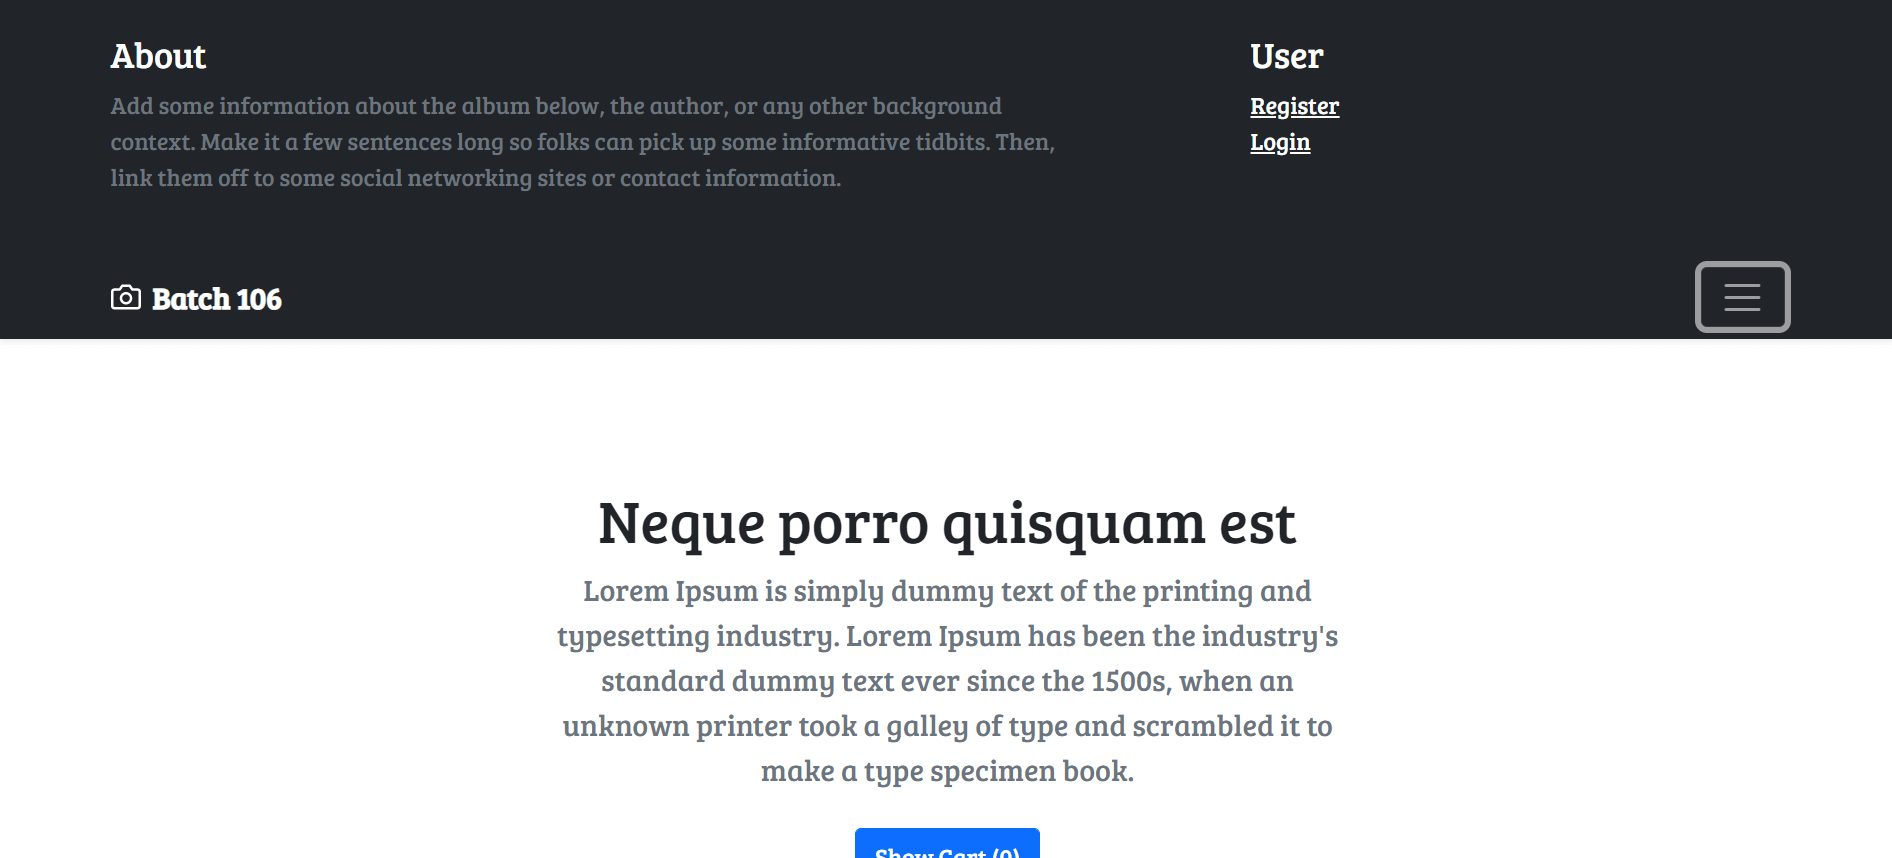 About
Add some information about the album below, the author, or any other background
context. Make it a few sentences long so folks can pick up some informative tidbits. Then,
link them off to some social networking sites or contact information.
User
Register
Login
Batch 106
Neque porro quisquam est
Lorem Ipsum is simply dummy text of the printing and
typesetting industry. Lorem Ipsum has been the industry's
standard dummy text ever since the 1500s, when an
unknown printer took a galley of type and scrambled it to
make a type specimen book.
Show Cart (0)